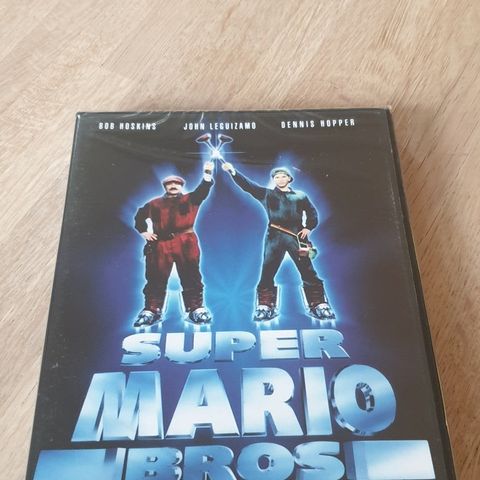 BOB HOSKINS JOHN LEGUIZAMO DENNIS HOPPER
SUPER
MARIO
BROS